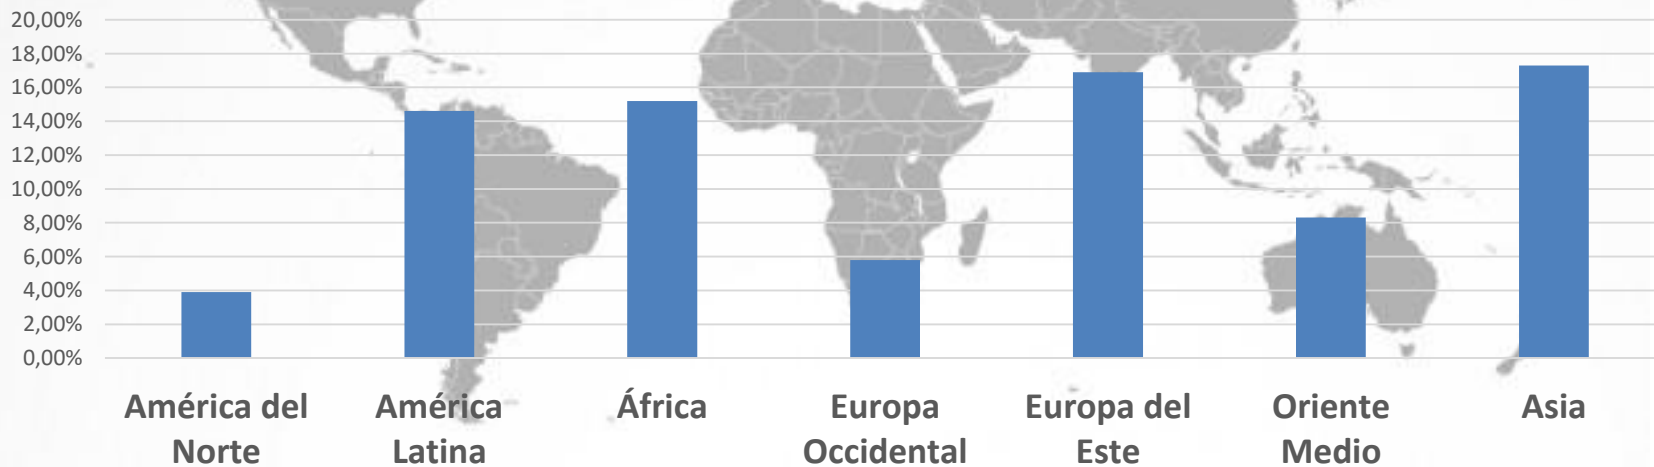 20,00%
18,00%
16,00%
14,00%
12,00%
10,00%
8,00%
6,00%
4,00%
2,00%
0,00%
América del
Norte
América
Latina
África
Europa
Occidental
Europa del
Este
Oriente
Medio
Asia